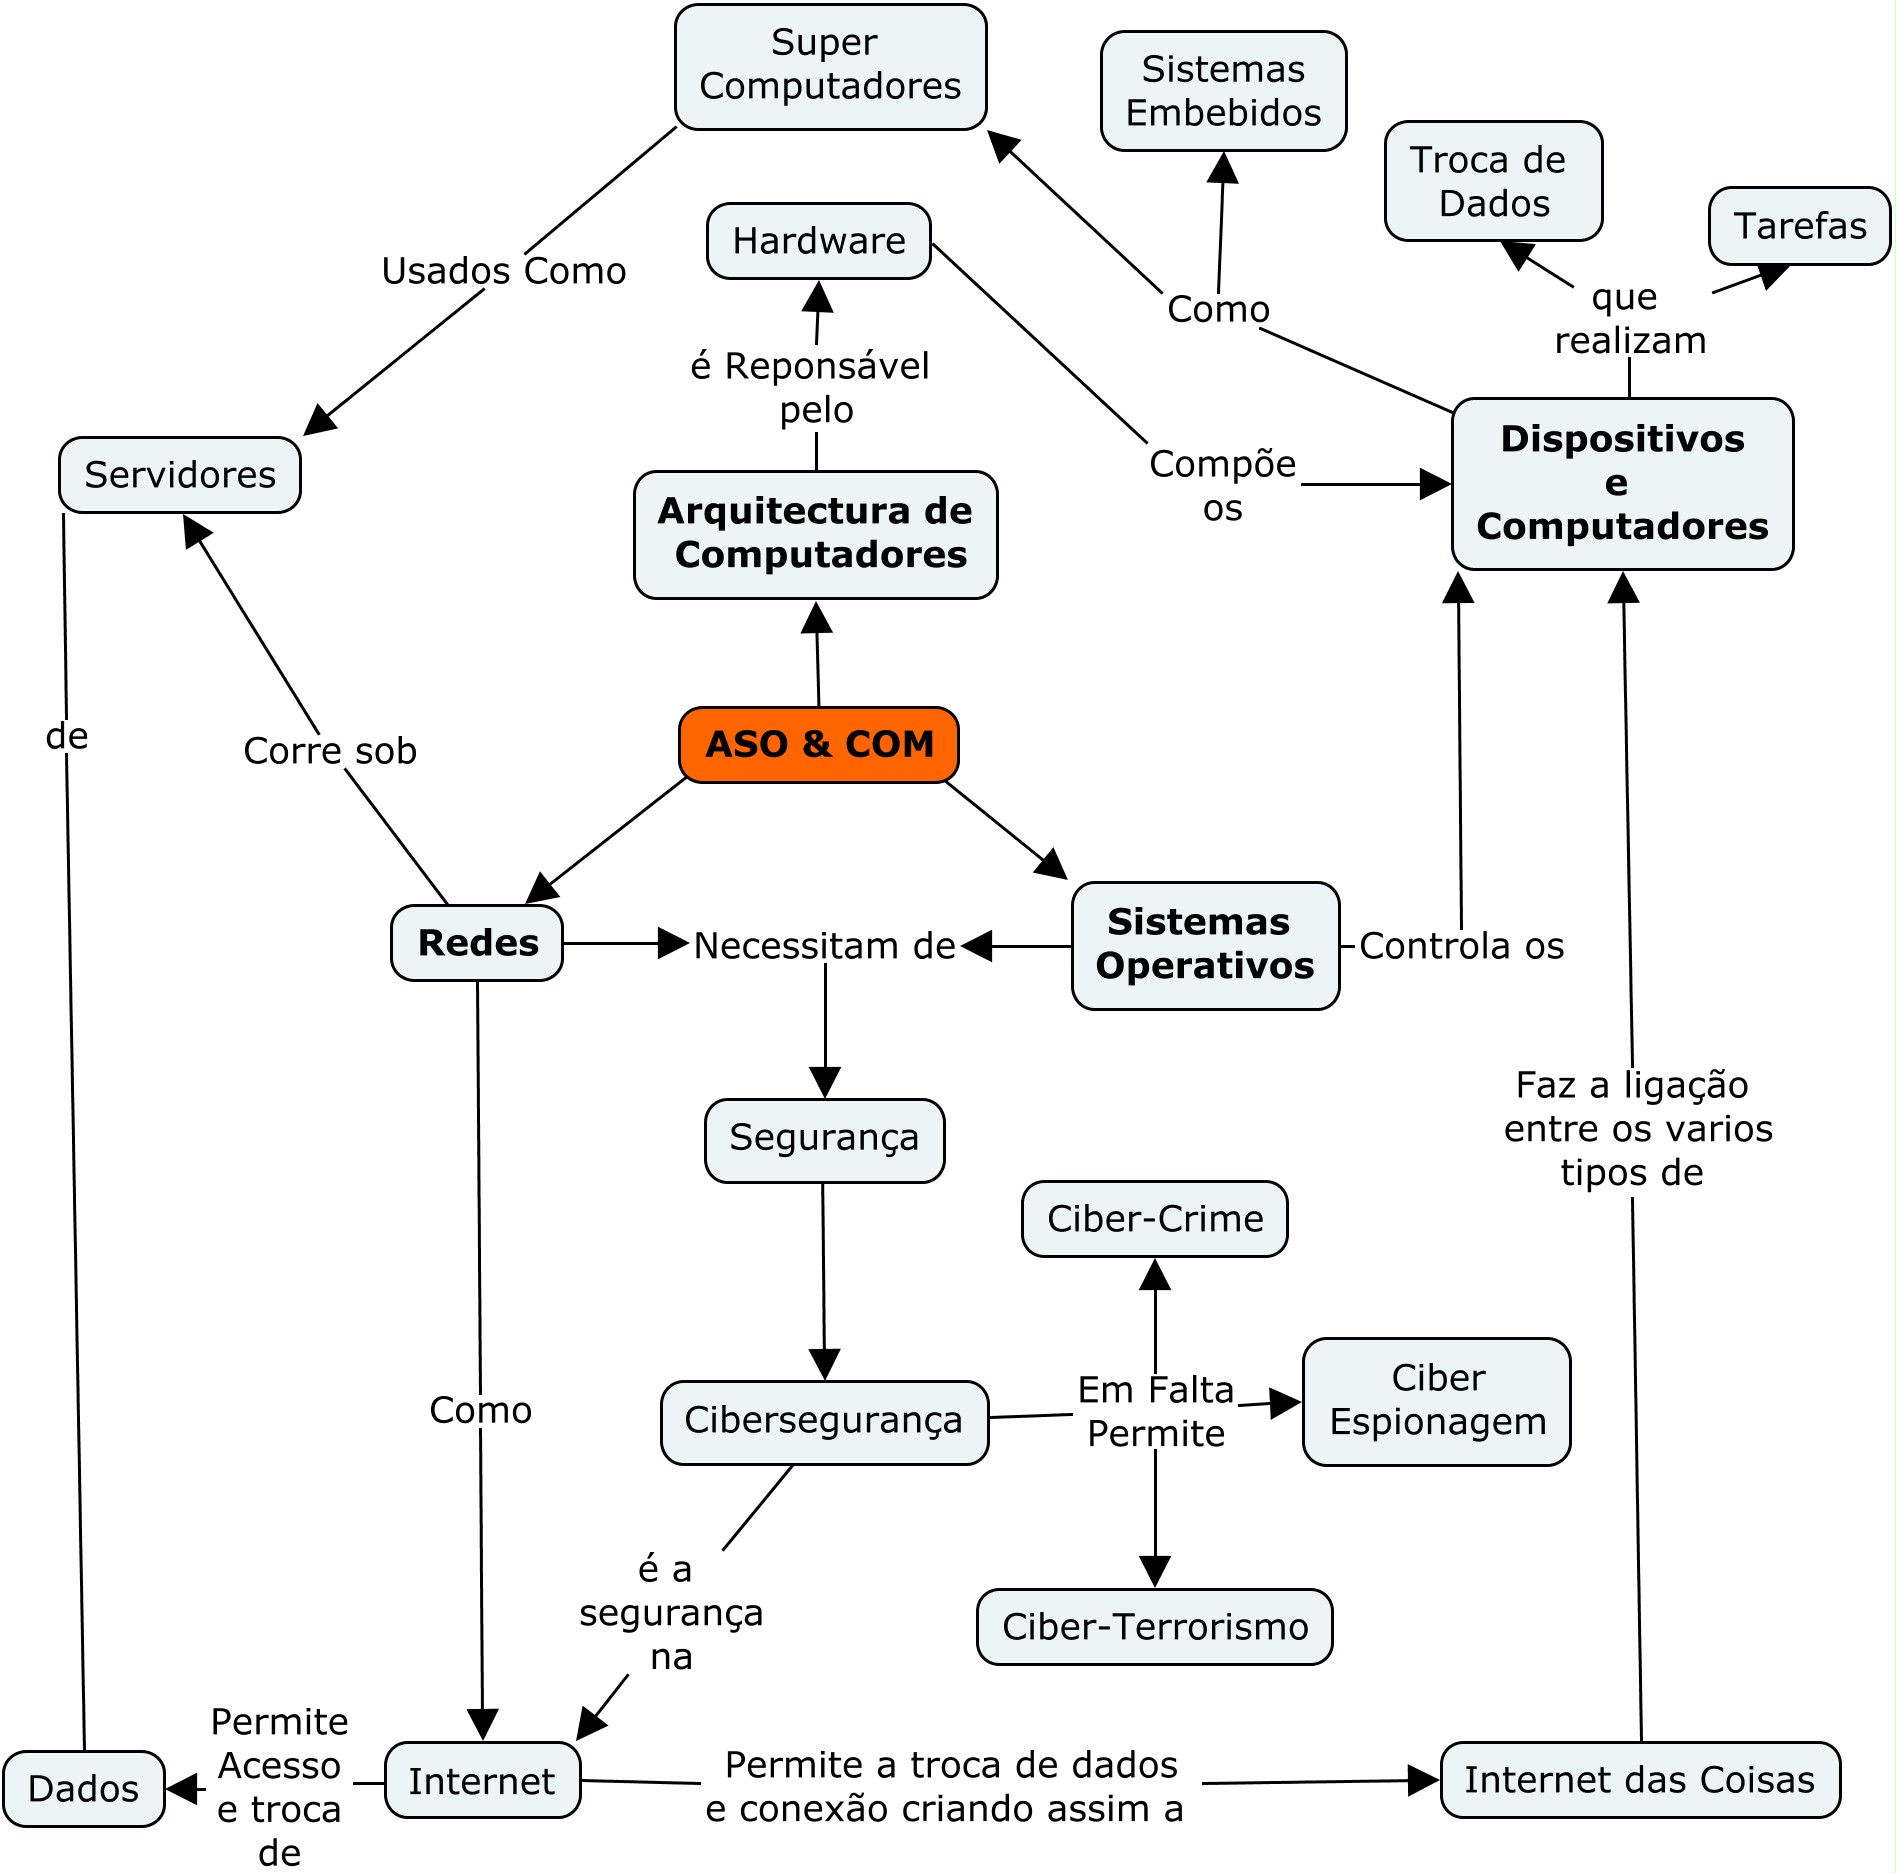 Super
Computadores
Sistemas
Embebidos
Troca de
Dados
Tarefas
Hardware
Usados Como
Como
que
realizam
é Reponsável
pelo
Servidores
Compõe
os
Dispositivos
e
Computadores
Arquitectura de
Computadores
de
Corre sob
ASO & COM
Redes
Necessitam de
Sistemas
Operativos
Controla os
Segurança
Faz a ligação
entre os varios
tipos de
Ciber-Crime
Como
Cibersegurança
Em Falta
Permite
Ciber
Espionagem
é a
segurança
na
Ciber-Terrorismo
Dados
Permite
Acesso
e troca
de
Internet
Permite a troca de dados
e conexão criando assim a
Internet das Coisas